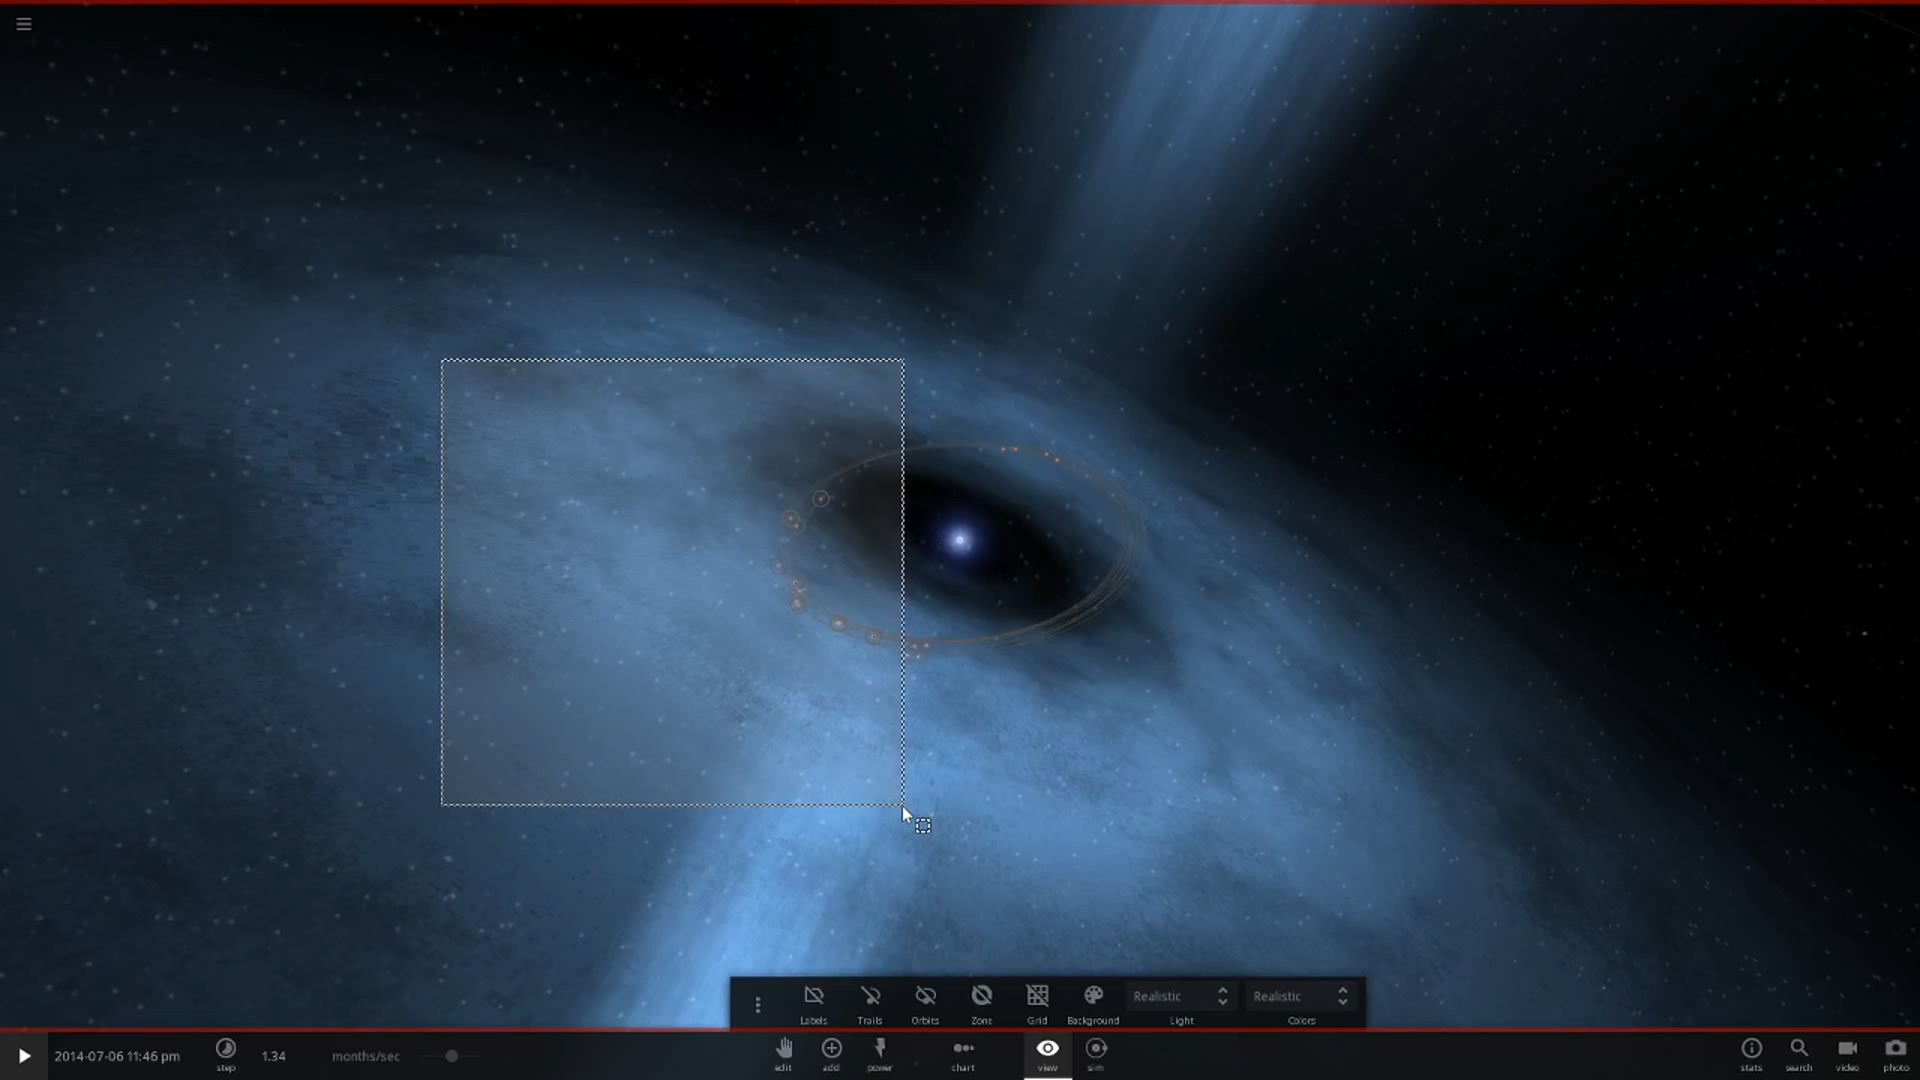 Realistic
Realistic
Labels
Trails
Orbits
Zone
Grid
Background
Light
Colors
2014-07-06 11:46 pm
step
1.34
months/sec
edit
add
power
chart
view
sim
stats
search
video
photo